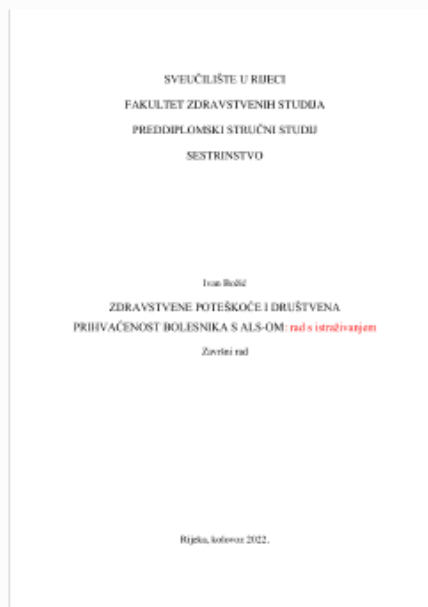 SVEUČILIŠTE U RIJECI
FAKULTET ZDRAVSTVENIH STUDIJA
PREDDIPLOMSKI STRUČNI STUDIJ
SESTRINSTVO
Ivan Božić
ZDRAVSTVENE POTEŠKOĆE I DRUŠTVENA
PRIHVAĆENOST BOLESNIKA S ALS-OM: rad s istraživanjem
Završni rad
Rijeka, kolovoz 2022.